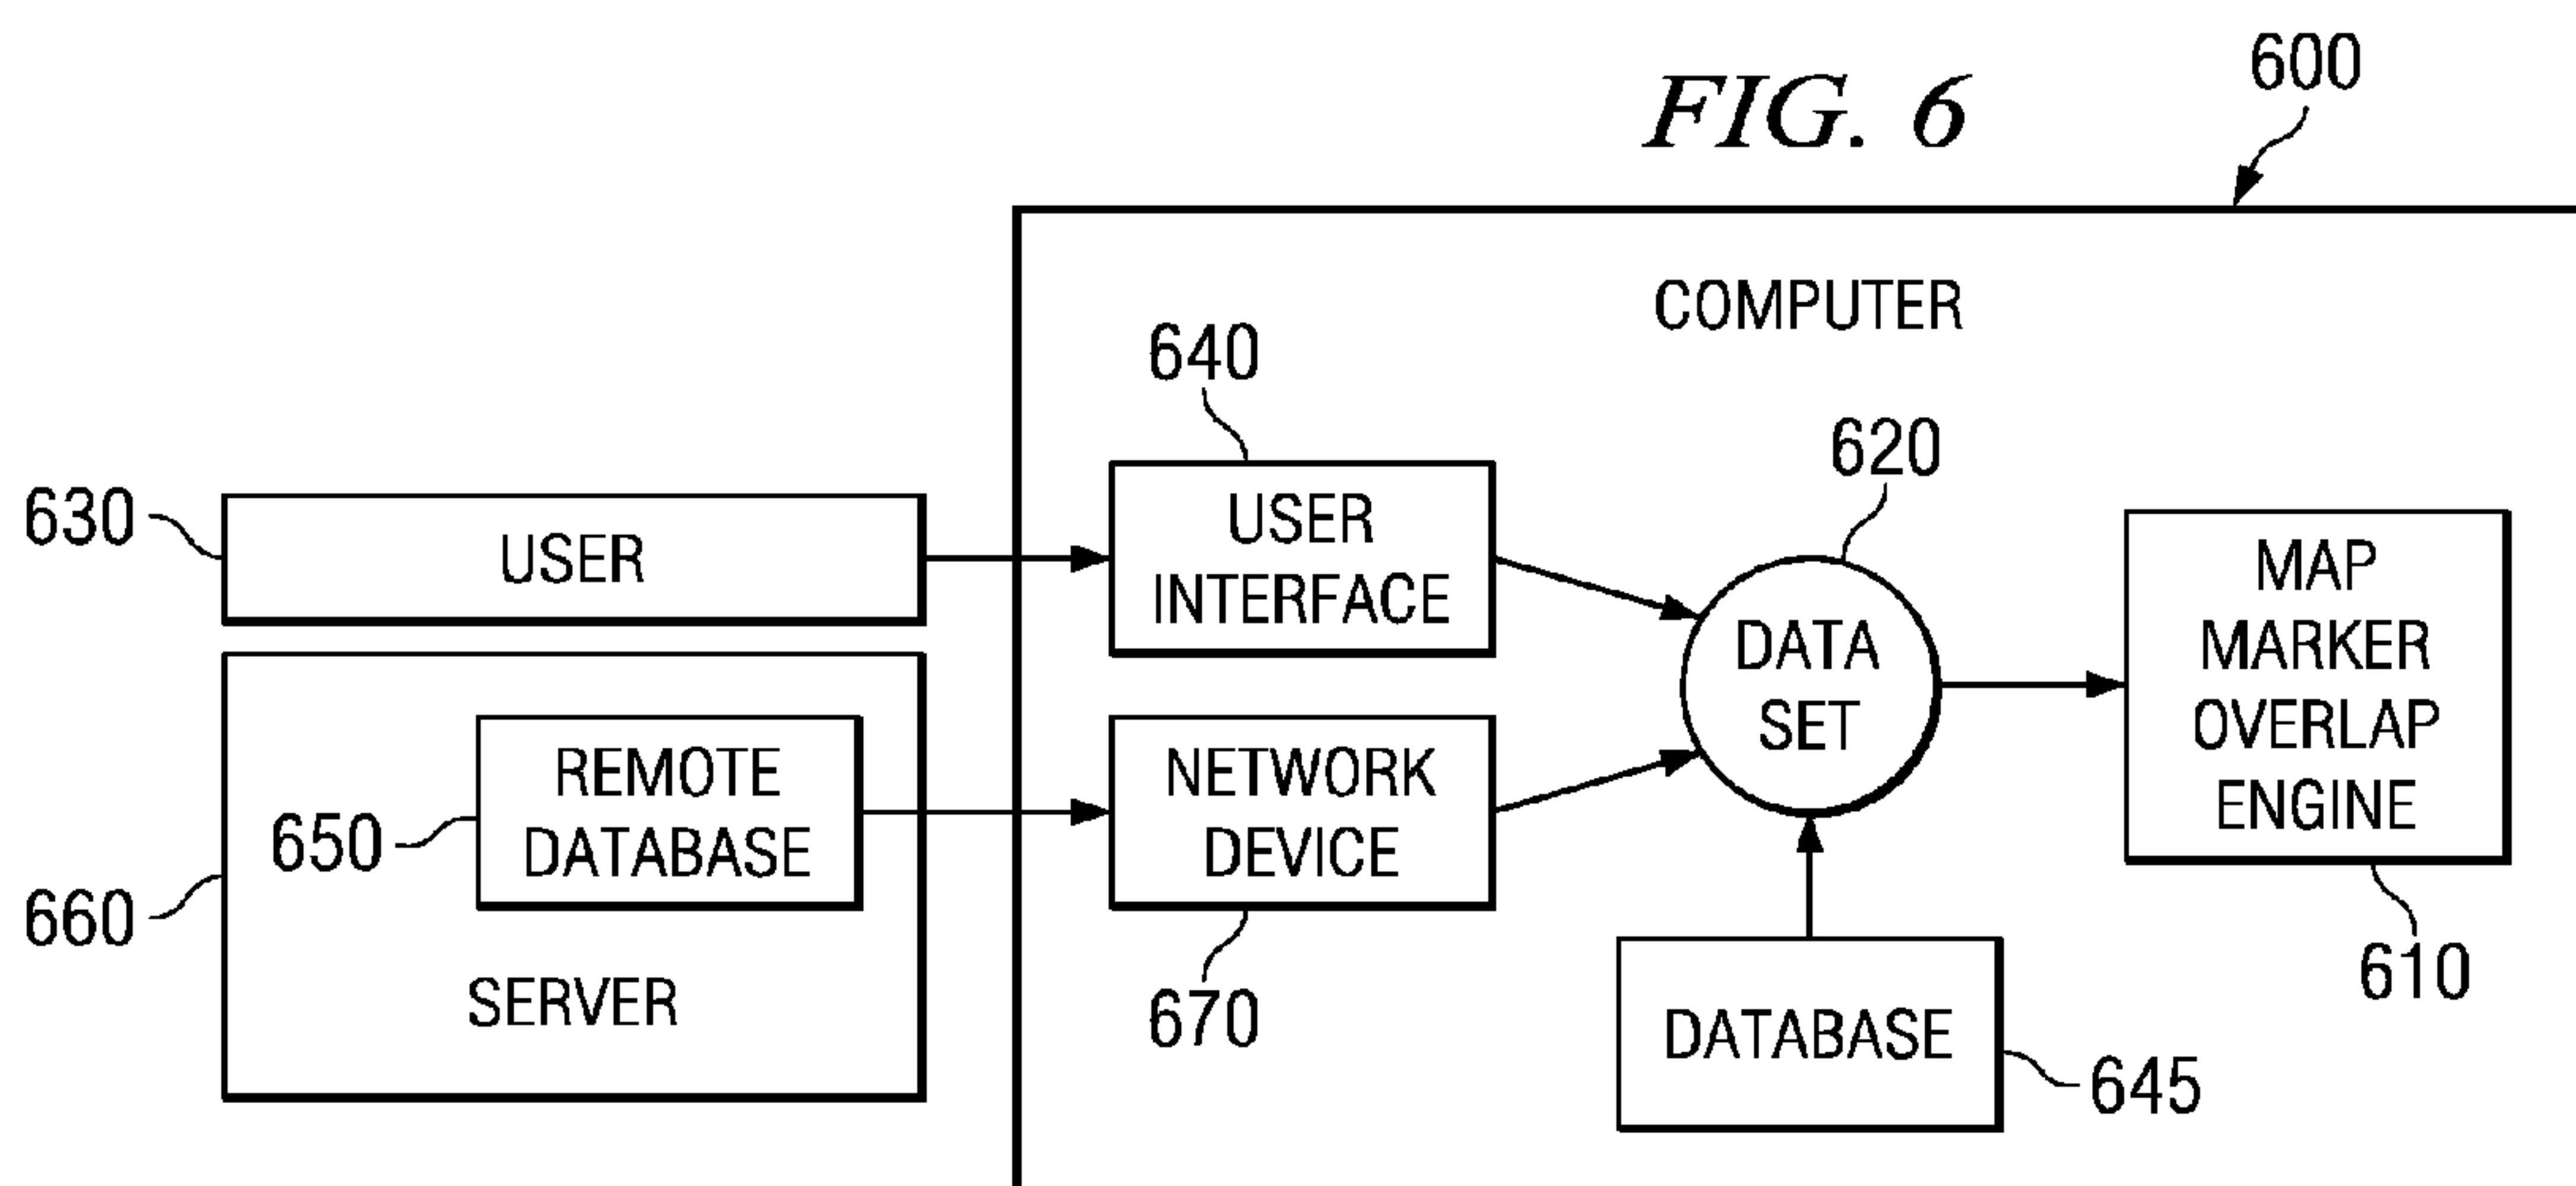 FIG. 6
600
COMPUTER
640
620
630
USER
USER
INTERFACE
DATA
SET
MAP
MARKER
OVERLAP
ENGINE
650
REMOTE
DATABASE
NETWORK
DEVICE
660
SERVER
670
DATABASE
645
610